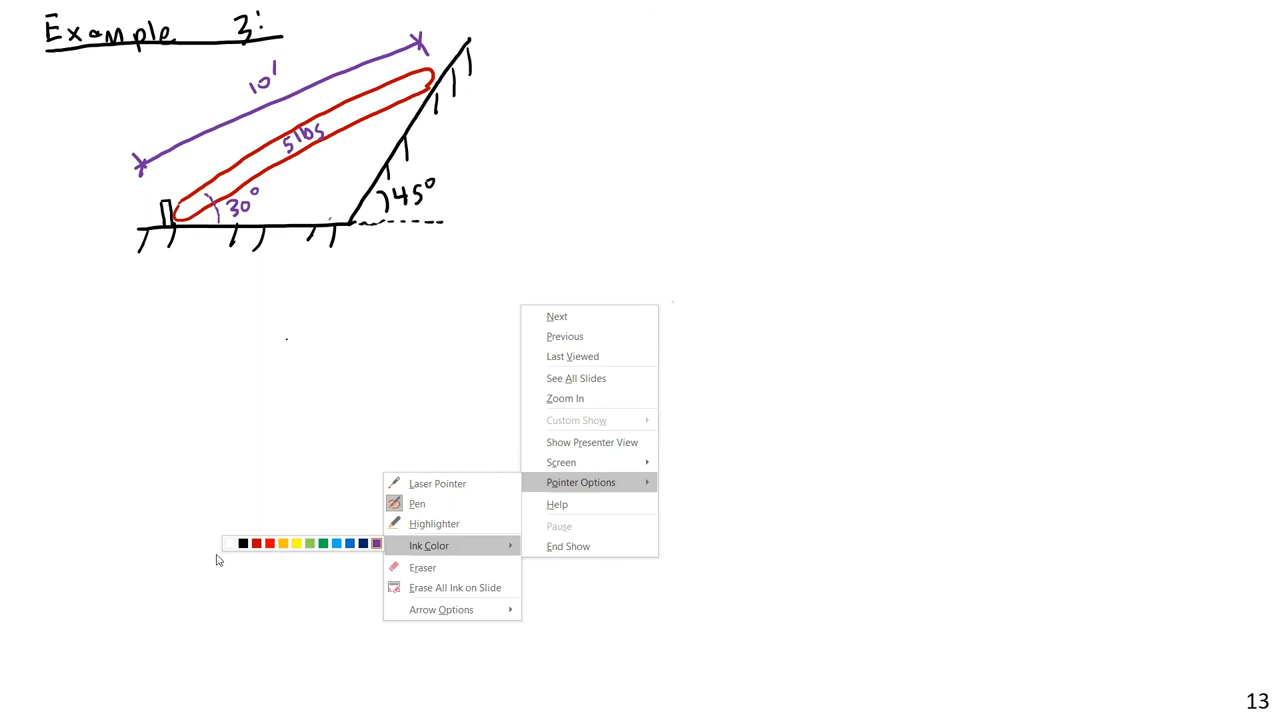 Example 3:
10'
5lbs
30°
45°
Next
Previous
Last Viewed
See All Slides
Zoom In
Custom Show
Show Presenter View
Screen
Pointer Options
Help
Pause
End Show
Laser Pointer
Pen
Highlighter
Ink Color
Eraser
Erase All Ink on Slide
Arrow Options
13